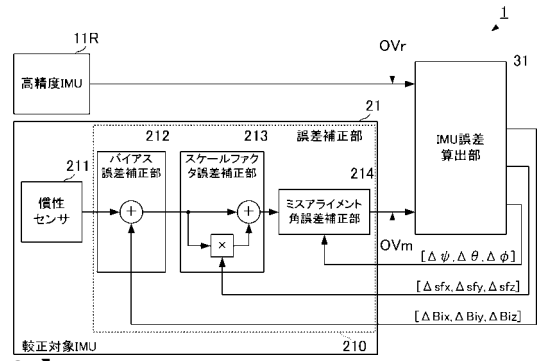 1
11R
OVr
高精度IMU
31
IMU誤差
算出部
21
212
213
誤差補正部
バイアス
誤差補正部
スケールファク
タ誤差補正部
214
211
慣性
センサ
+
+
×
ミスアライメント
角誤差補正部
OVm
[Δψ,Δθ,Δφ]
[Δsfx,Δsfy,Δsfz]
[ΔBix,ΔBiy,ΔBiz]
較正対象IMU
210